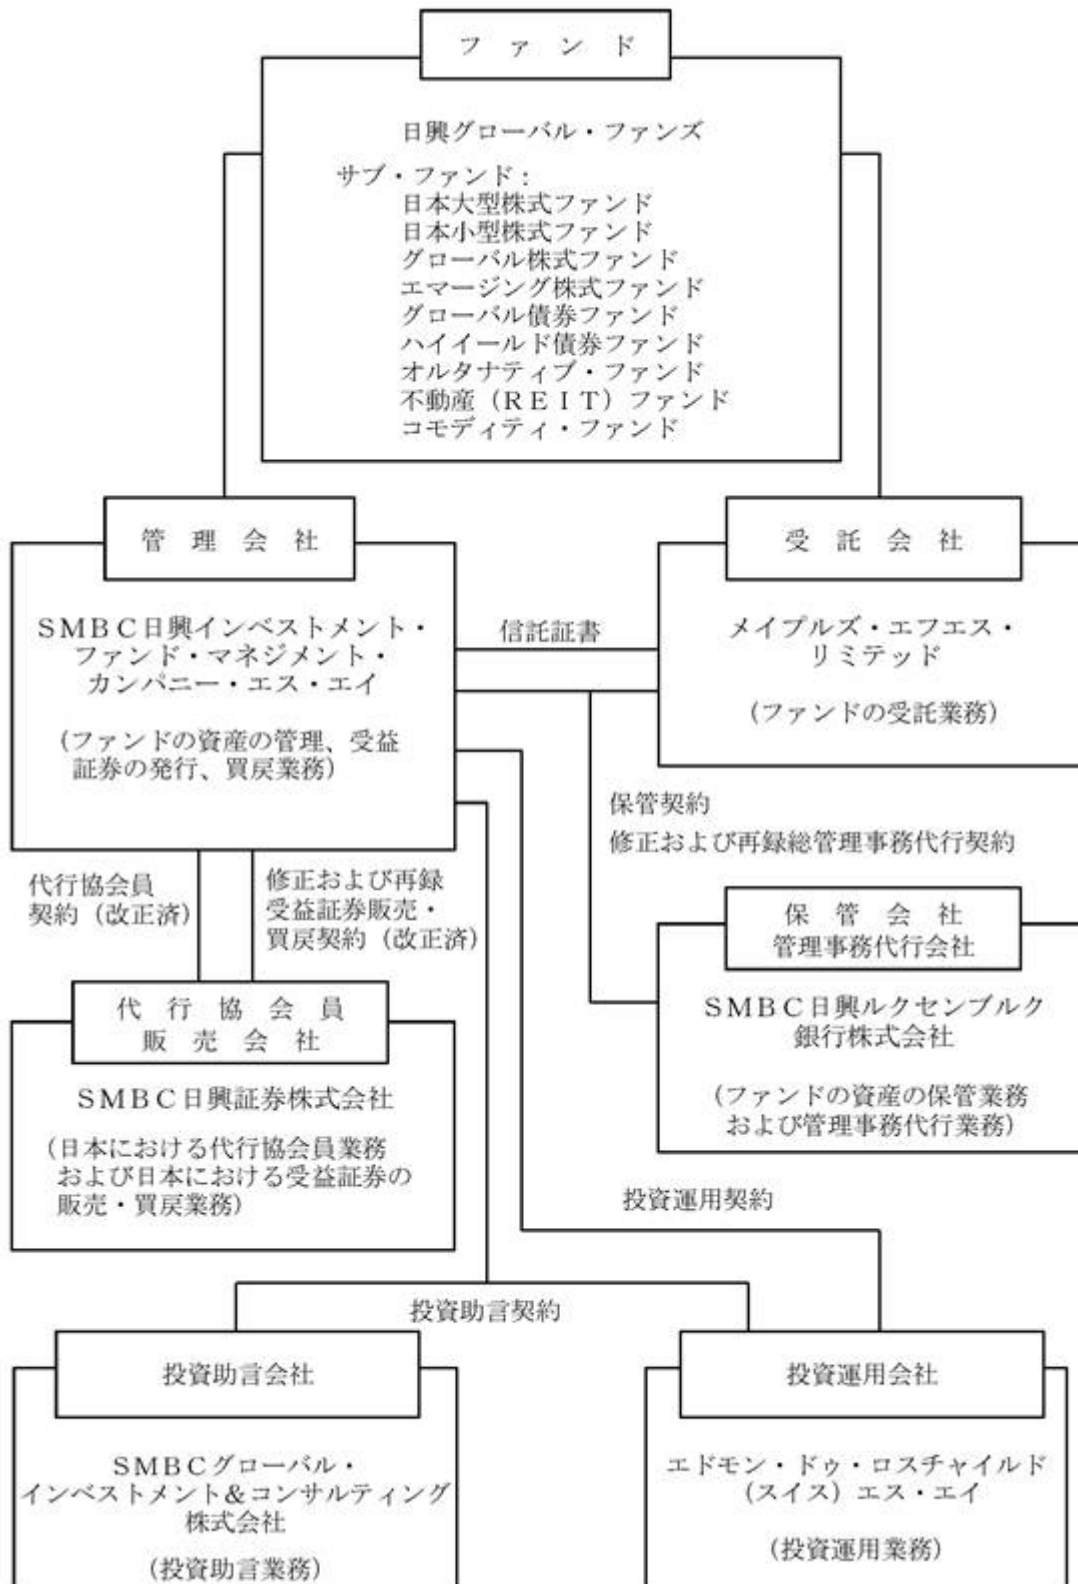 ファンド
日興グローバル・ファンズ
サブ・ファンド：
日本大型株式ファンド
日本小型株式ファンド
グローバル株式ファンド
エマージング株式ファンド
グローバル債券ファンド
ハイイールド債券ファンド
オルタナティブ・ファンド
不動産（ＲＥＩＴ）ファンド
コモディティ・ファンド
管理会社
ＳＭＢＣ日興インベストメント・
ファンド・マネジメント・
カンパニー・エス・エイ
（ファンドの資産の管理、受益
証券の発行、買戻業務）
信託証書
受託会社
メイプルズ・エフエス・
リミテッド
（ファンドの受託業務）
保管契約
修正および再録総管理事務代行契約
代行協会員
契約（改正済）
修正および再録
受益証券販売・
買戻契約（改正済）
保管会社
管理事務代行会社
ＳＭＢＣ日興ルクセンブルク
銀行株式会社
（ファンドの資産の保管業務
および管理事務代行業務）
代行協会員
販売会社
ＳＭＢＣ日興証券株式会社
（日本における代行協会員業務
および日本における受益証券の
販売・買戻業務）
投資運用契約
投資助言契約
投資助言会社
ＳＭＢＣグローバル・
インベストメント＆コンサルティング
株式会社
（投資助言業務）
投資運用会社
エドモン・ドゥ・ロスチャイルド
（スイス）エス・エイ
（投資運用業務）